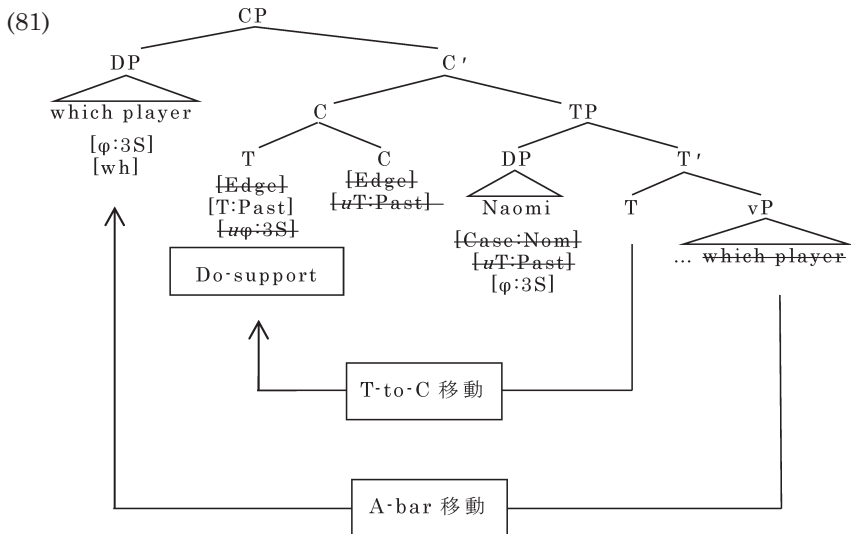 (81)
CP
DP C′
which player
C TP
[φ:3S]
[wh]
T C DP T′
[Edge] [Edge]
[T:Past] [uT:Past] Naomi T vP
[uφ:3S] [Case:Nom]
[uT:Past] ... which player
Do-support [φ:3S]
T-to-C 移動
A-bar 移動